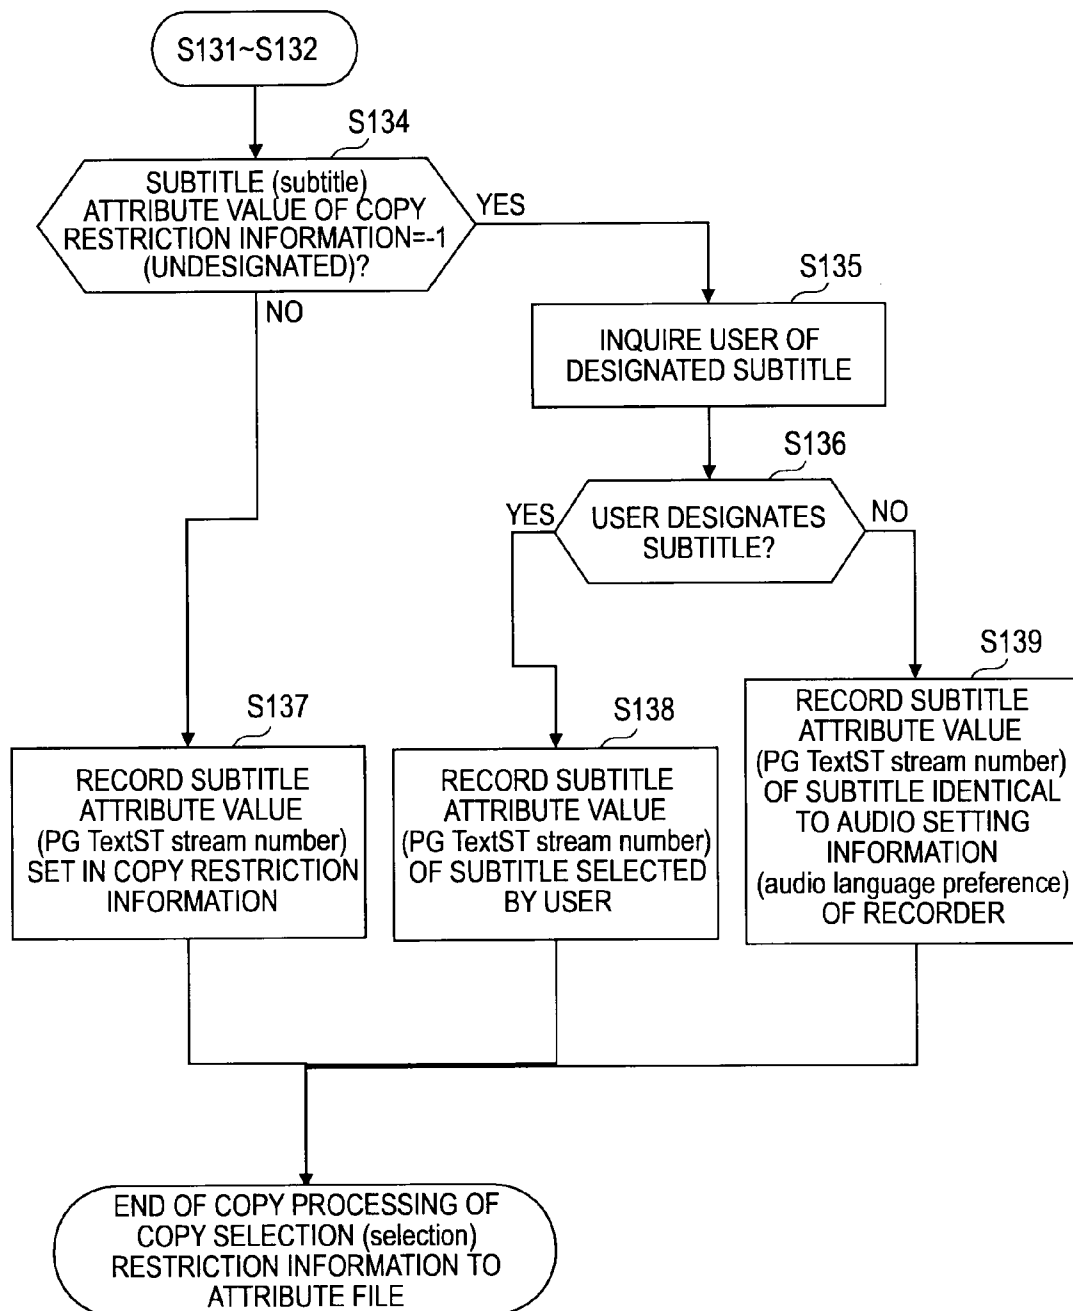 S131~S132
S134
SUBTITLE (subtitle)
ATTRIBUTE VALUE OF COPY
RESTRICTION INFORMATION=-1
(UNDESIGNATED)?
YES
NO
S135
INQUIRE USER OF
DESIGNATED SUBTITLE
S136
YES
USER DESIGNATES
SUBTITLE?
NO
S137
RECORD SUBTITLE
ATTRIBUTE VALUE
(PG TextST stream number)
SET IN COPY RESTRICTION
INFORMATION
S138
RECORD SUBTITLE
ATTRIBUTE VALUE
(PG TextST stream number)
OF SUBTITLE SELECTED
BY USER
S139
RECORD SUBTITLE
ATTRIBUTE VALUE
(PG TextST stream number)
OF SUBTITLE IDENTICAL
TO AUDIO SETTING
INFORMATION
(audio language preference)
OF RECORDER
END OF COPY PROCESSING OF
COPY SELECTION (selection)
RESTRICTION INFORMATION TO
ATTRIBUTE FILE